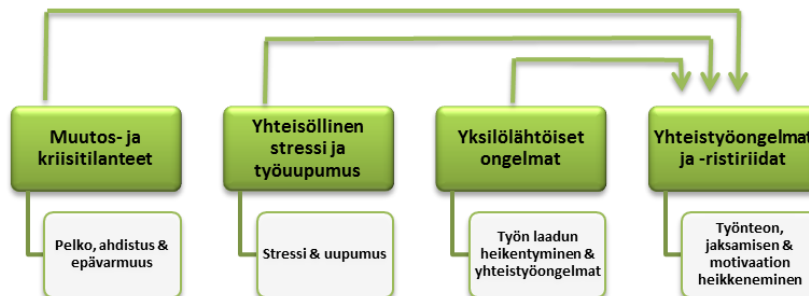 Muutos- ja
kriisitilanteet
Yhteisöllinen
stressi ja
työuupumus
Yksilölähtöiset
ongelmat
Yhteistyöongelmat
ja -ristiriidat
Pelko, ahdistus &
epävarmuus
Stressi & uupumus
Työn laadun
heikentyminen &
yhteistyöongelmat
Työnteon,
jaksamisen &
motivaation
heikkeneminen